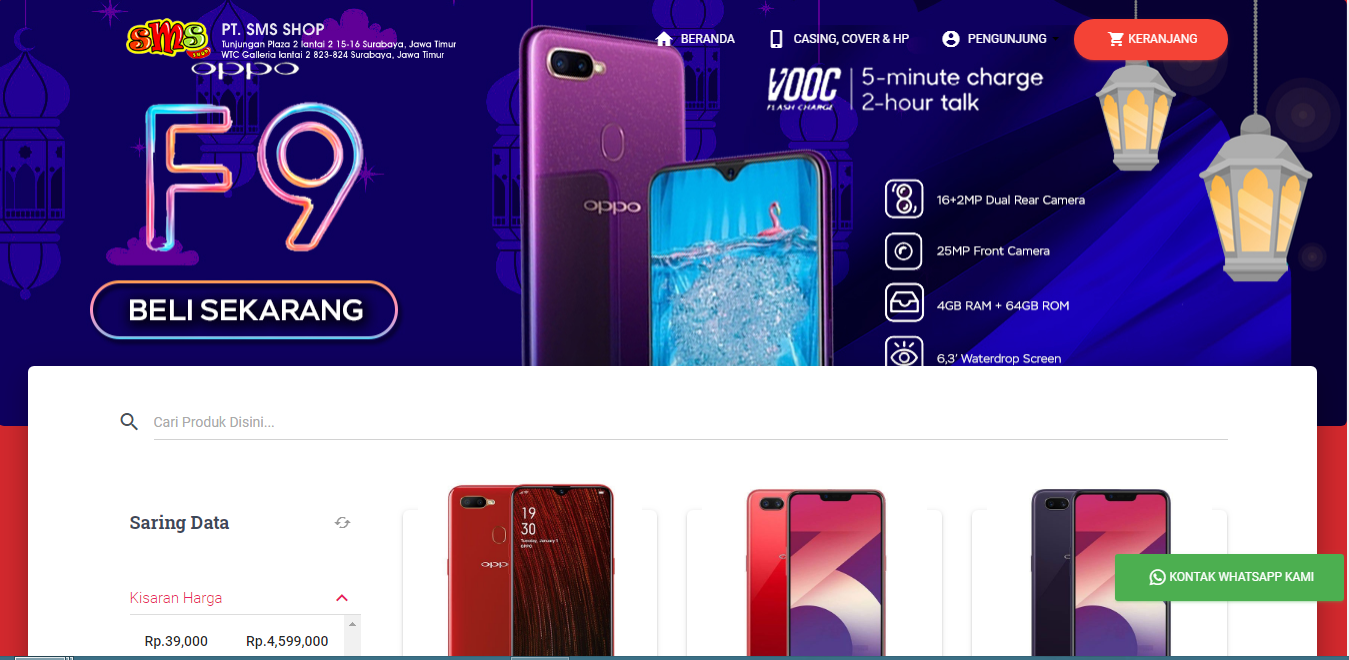 sms
SHOP
PT. SMS SHOP
Tunjungan Plaza 2 lantai 2 15-16 Surabaya, Jawa Timur
WTC Galleria lantai 2 823-824 Surabaya, Jawa Timur
BERANDA
CASING, COVER & HP
PENGUNJUNG
KERANJANG
oppo
F9
BELI SEKARANG
oppo
VOOC
FLASH CHARGE
5-minute charge
2-hour talk
16+2MP Dual Rear Camera
25MP Front Camera
4GB RAM + 64GB ROM
6,3' Waterdrop Screen
Cari Produk Disini...
Saring Data
Kisaran Harga
Rp.39,000
Rp.4,599,000
oppo
19
30
Tuesday, January 1
OPPO
KONTAK WHATSAPP KAMI